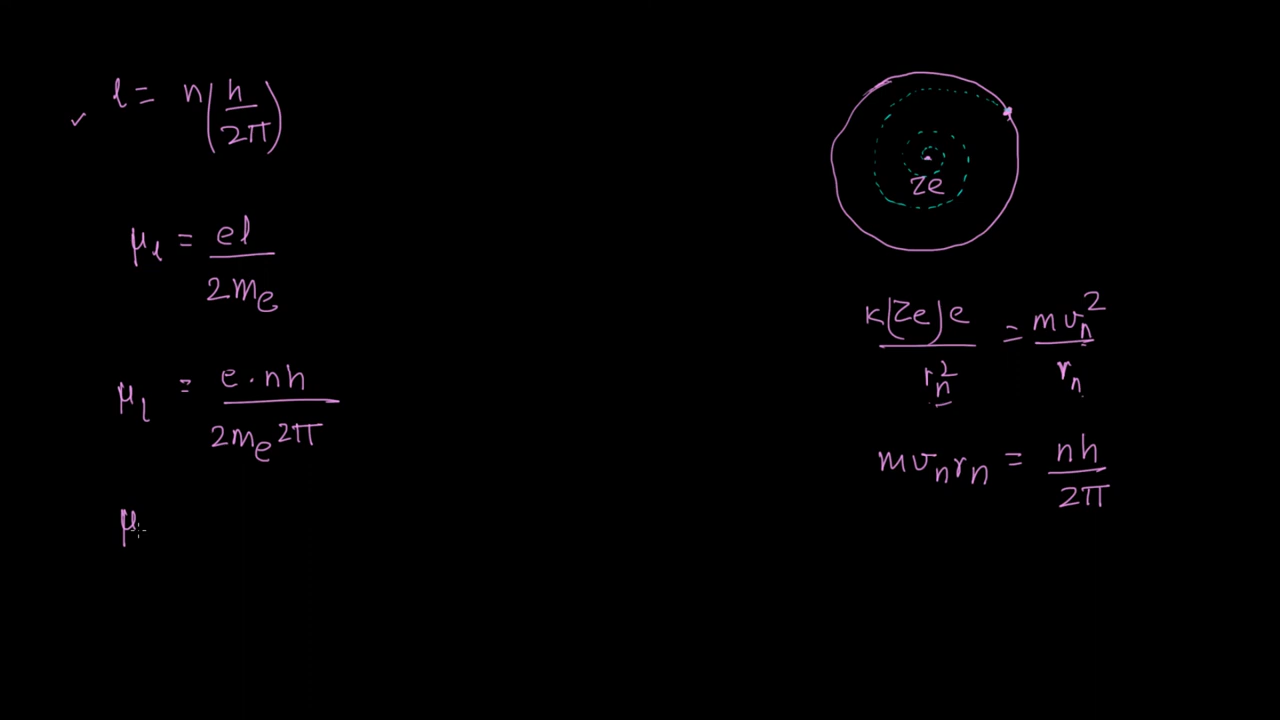 l = n(h/2π)
μl = el/2me
μl = e·nh/2me2π
μ
Ze
K(Ze)e/rn² = mvn²/rn
mvnrn = nh/2π